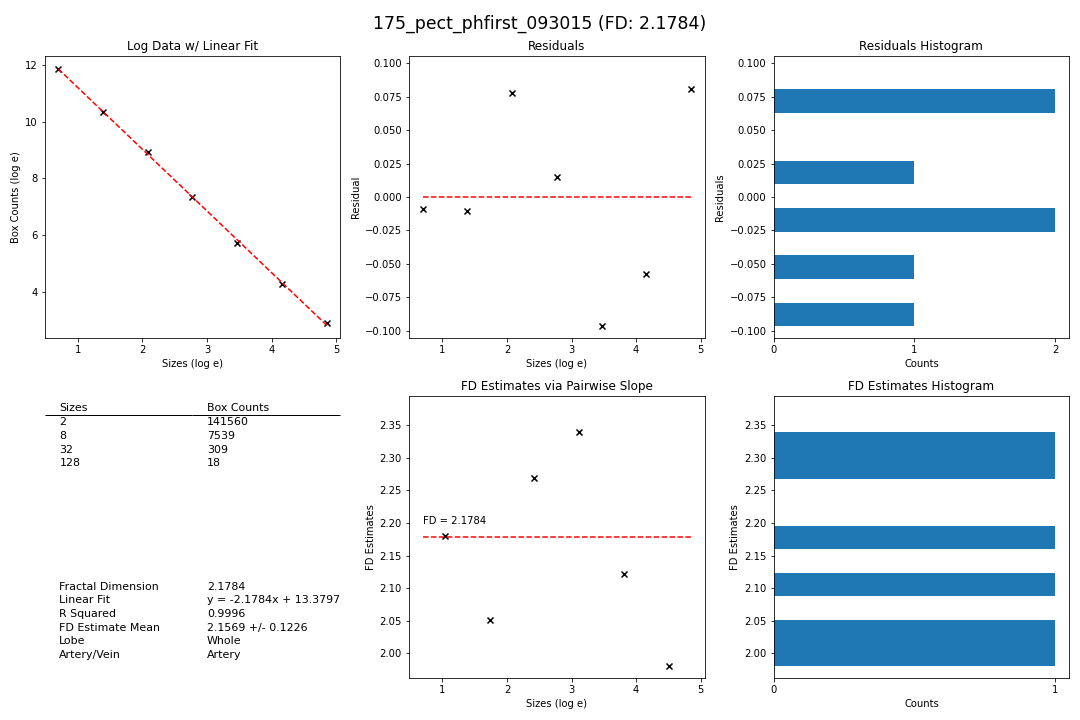 175_pect_phfirst_093015 (FD: 2.1784)
Log Data w/ Linear Fit
12
10
8
6
4
Box Counts (log e)
1 2 3 4 5
Sizes (log e)
Residuals
0.100
0.075
0.050
0.025
0.000
−0.025
−0.050
−0.075
−0.100
Residual
1 2 3 4 5
Sizes (log e)
Residuals Histogram
0.100
0.075
0.050
0.025
0.000
−0.025
−0.050
−0.075
−0.100
Residuals
0 1 2
Counts
Sizes Box Counts
2 141560
8 7539
32 309
128 18
Fractal Dimension 2.1784
Linear Fit y = -2.1784x + 13.3797
R Squared 0.9996
FD Estimate Mean 2.1569 +/- 0.1226
Lobe Whole
Artery/Vein Artery
FD Estimates via Pairwise Slope
2.35
2.30
2.25
2.20
2.15
2.10
2.05
2.00
FD Estimates
FD = 2.1784
1 2 3 4 5
Sizes (log e)
FD Estimates Histogram
2.35
2.30
2.25
2.20
2.15
2.10
2.05
2.00
FD Estimates
0 1
Counts